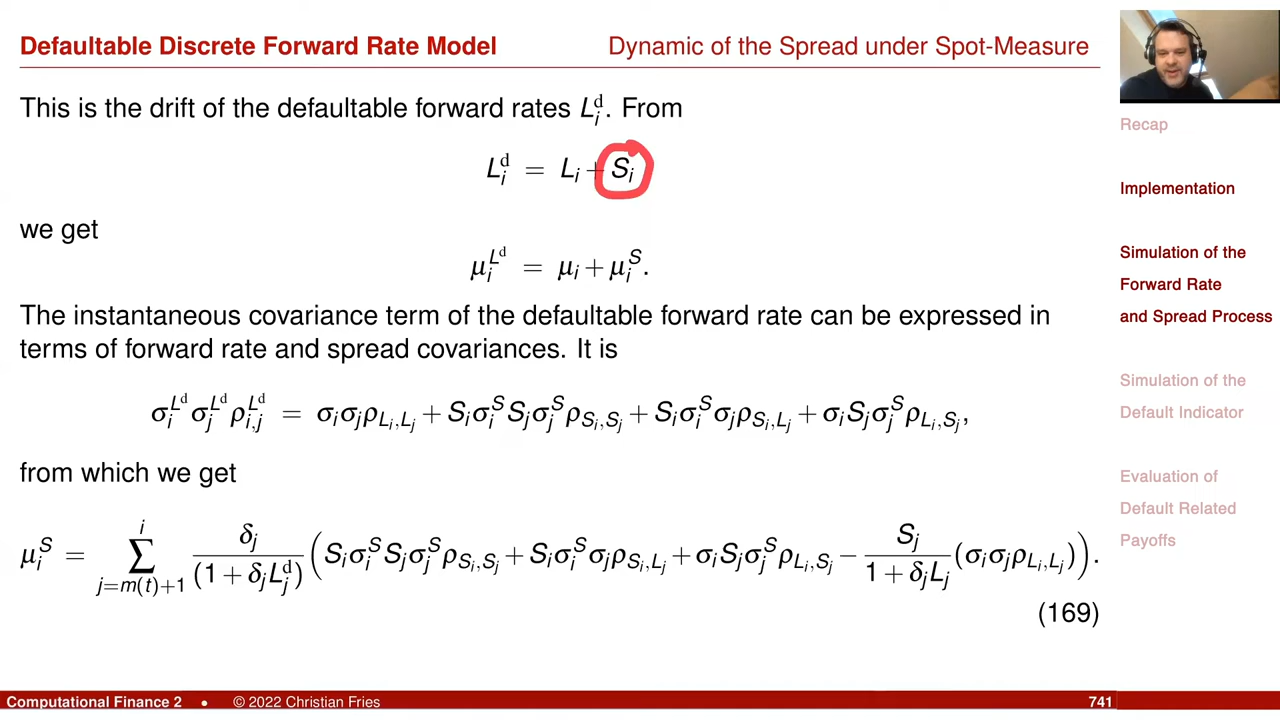 Defaultable Discrete Forward Rate Model
Dynamic of the Spread under Spot-Measure
This is the drift of the defaultable forward rates L_i^d. From
L_i^d = L_i + S_i
we get
μ_i^{L^d} = μ_i + μ_i^S.
The instantaneous covariance term of the defaultable forward rate can be expressed in
terms of forward rate and spread covariances. It is
σ_i^{L^d} σ_j^{L^d} ρ_{i,j}^{L^d} = σ_i σ_j ρ_{L_i,L_j} + S_i σ_i^S S_j σ_j^S ρ_{S_i,S_j} + S_i σ_i^S σ_j ρ_{S_i,L_j} + σ_i S_j σ_j^S ρ_{L_i,S_j},
from which we get
μ_i^S = ∑_{j=m(t)+1}^{i} \frac{δ_j}{(1 + δ_j L_j^d)} ( S_i σ_i^S S_j σ_j^S ρ_{S_i,S_j} + S_i σ_i^S σ_j ρ_{S_i,L_j} + σ_i S_j σ_j^S ρ_{L_i,S_j} − \frac{S_j}{1 + δ_j L_j} (σ_i σ_j ρ_{L_i,L_j}) ).
(169)
Recap
Implementation
Simulation of the
Forward Rate
and Spread Process
Simulation of the
Default Indicator
Evaluation of
Default Related
Payoffs
Computational Finance 2 • © 2022 Christian Fries
741